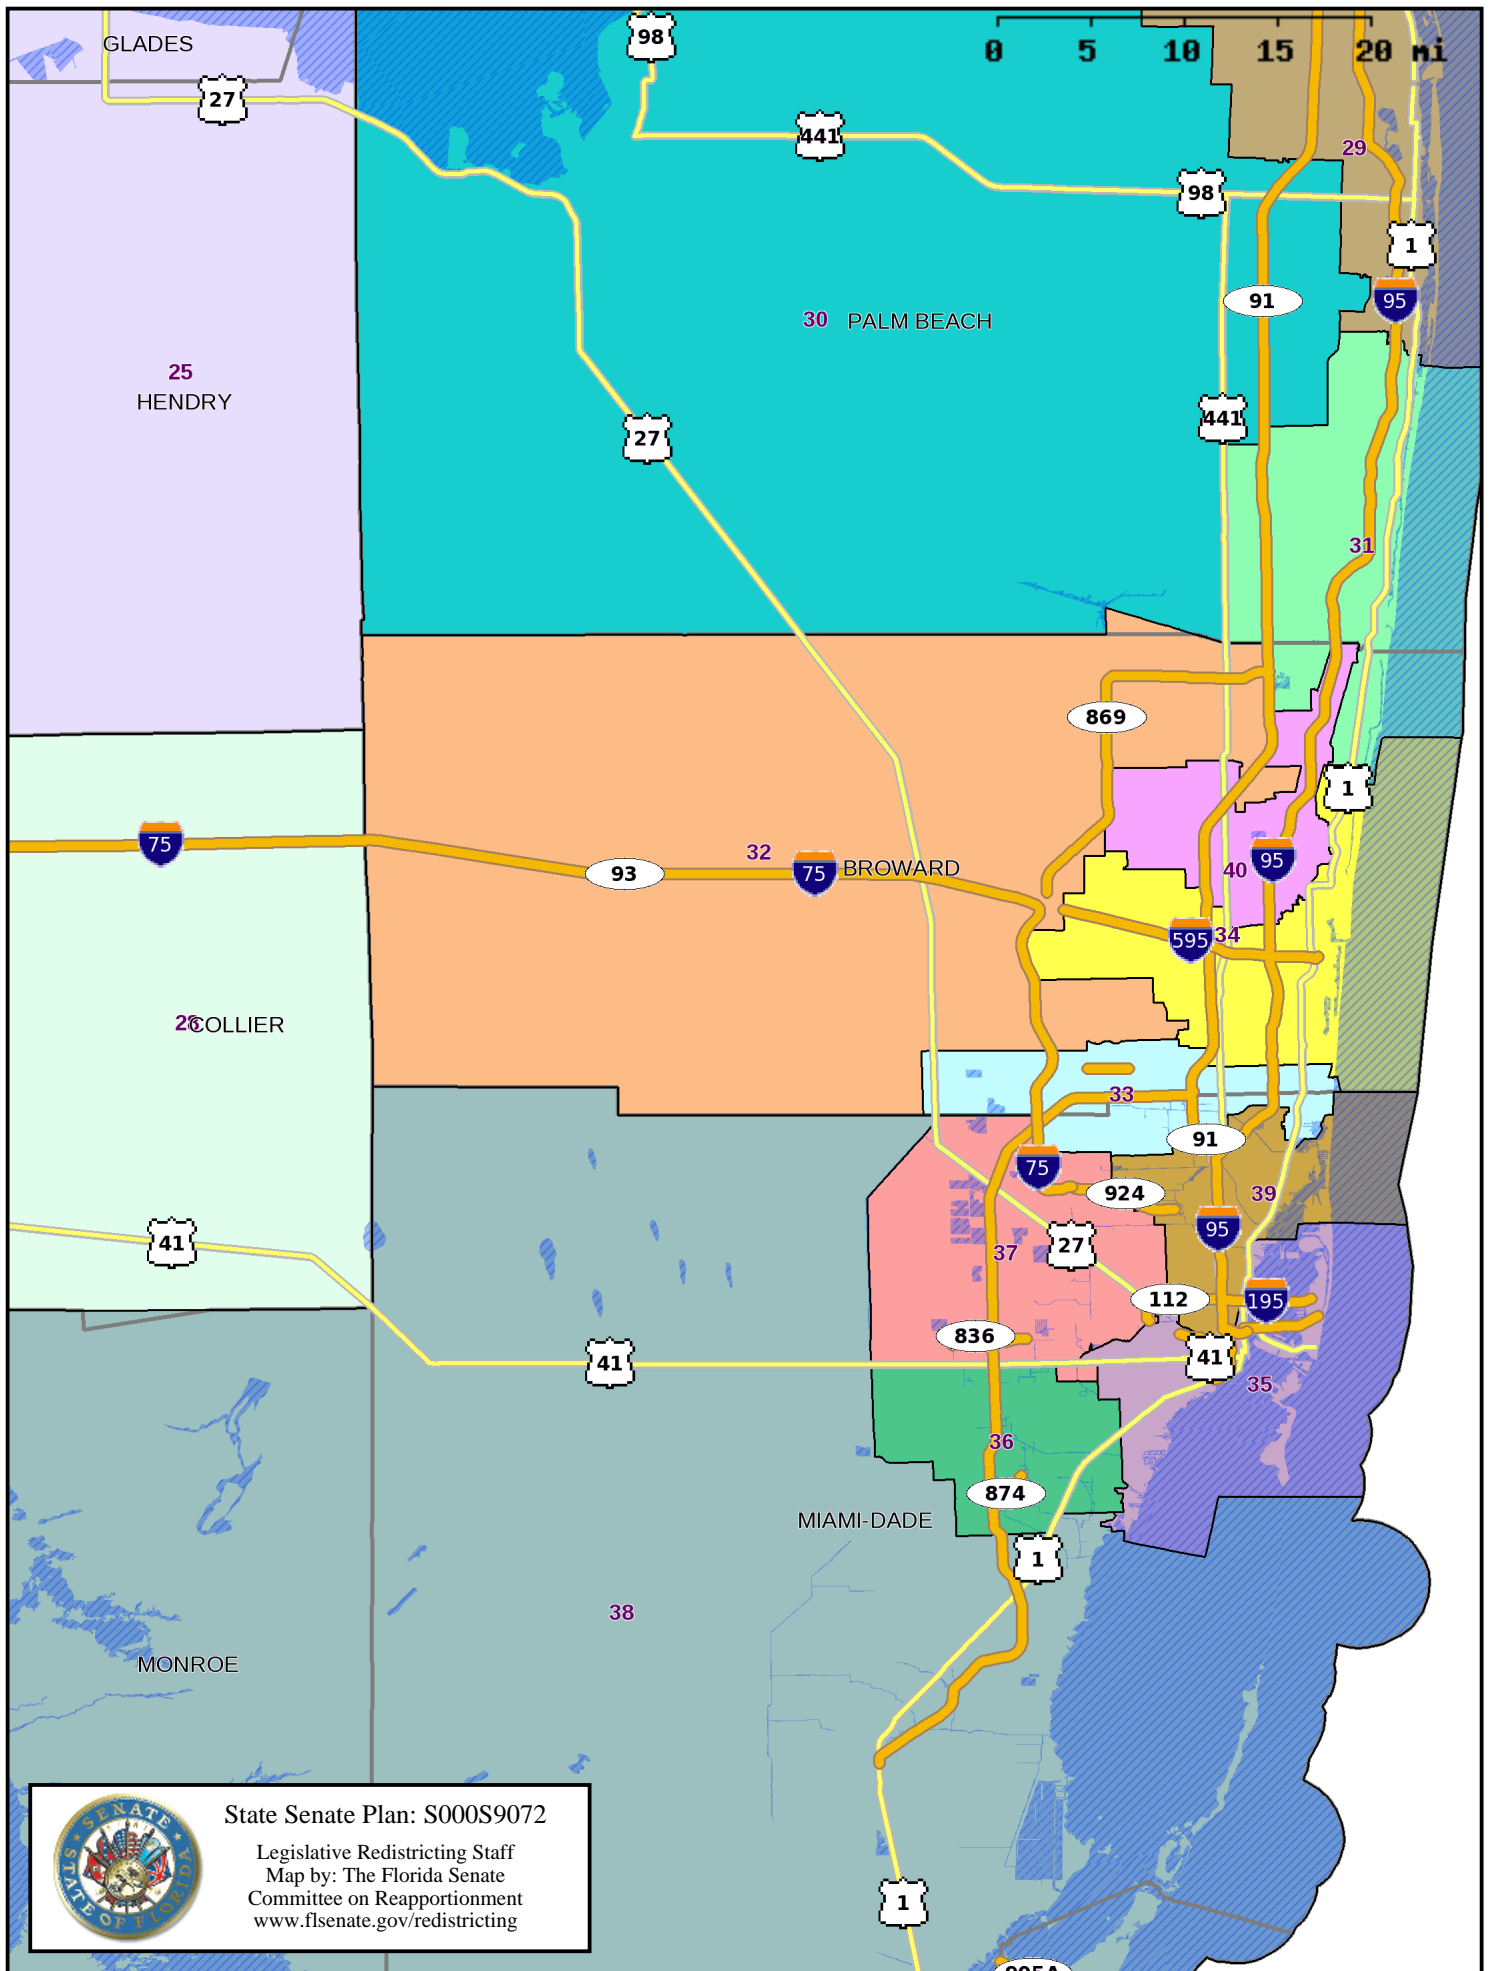 GLADES
98
0 5 10 15 20 mi
27
441
29
98
1
91
95
30 PALM BEACH
25
HENDRY
441
27
31
869
1
75
32
93
75
BROWARD
95
40
595
34
COLLIER
33
91
75
924
39
41
27
37
95
112
195
836
41
41
35
36
874
MIAMI-DADE
1
38
MONROE
SENATE
STATE OF FLORIDA
State Senate Plan: S000S9072
Legislative Redistricting Staff
Map by: The Florida Senate
Committee on Reapportionment
www.flsenate.gov/redistricting
1